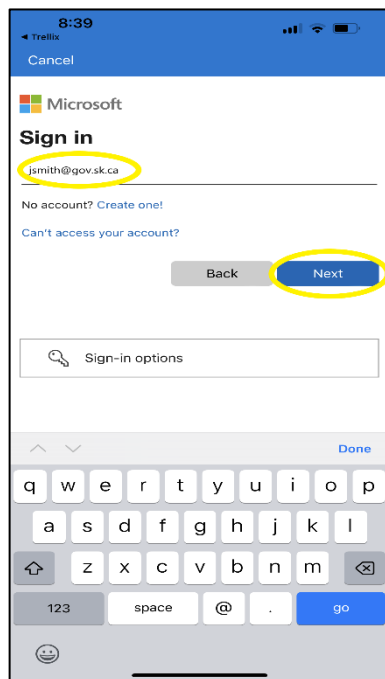 8:39
◄ Trellix
Cancel
Microsoft
Sign in
jsmith@gov.sk.ca
No account? Create one!
Can't access your account?
Back Next
Sign-in options
Done
q w e r t y u i o p
a s d f g h j k l
z x c v b n m
123 space @ . go